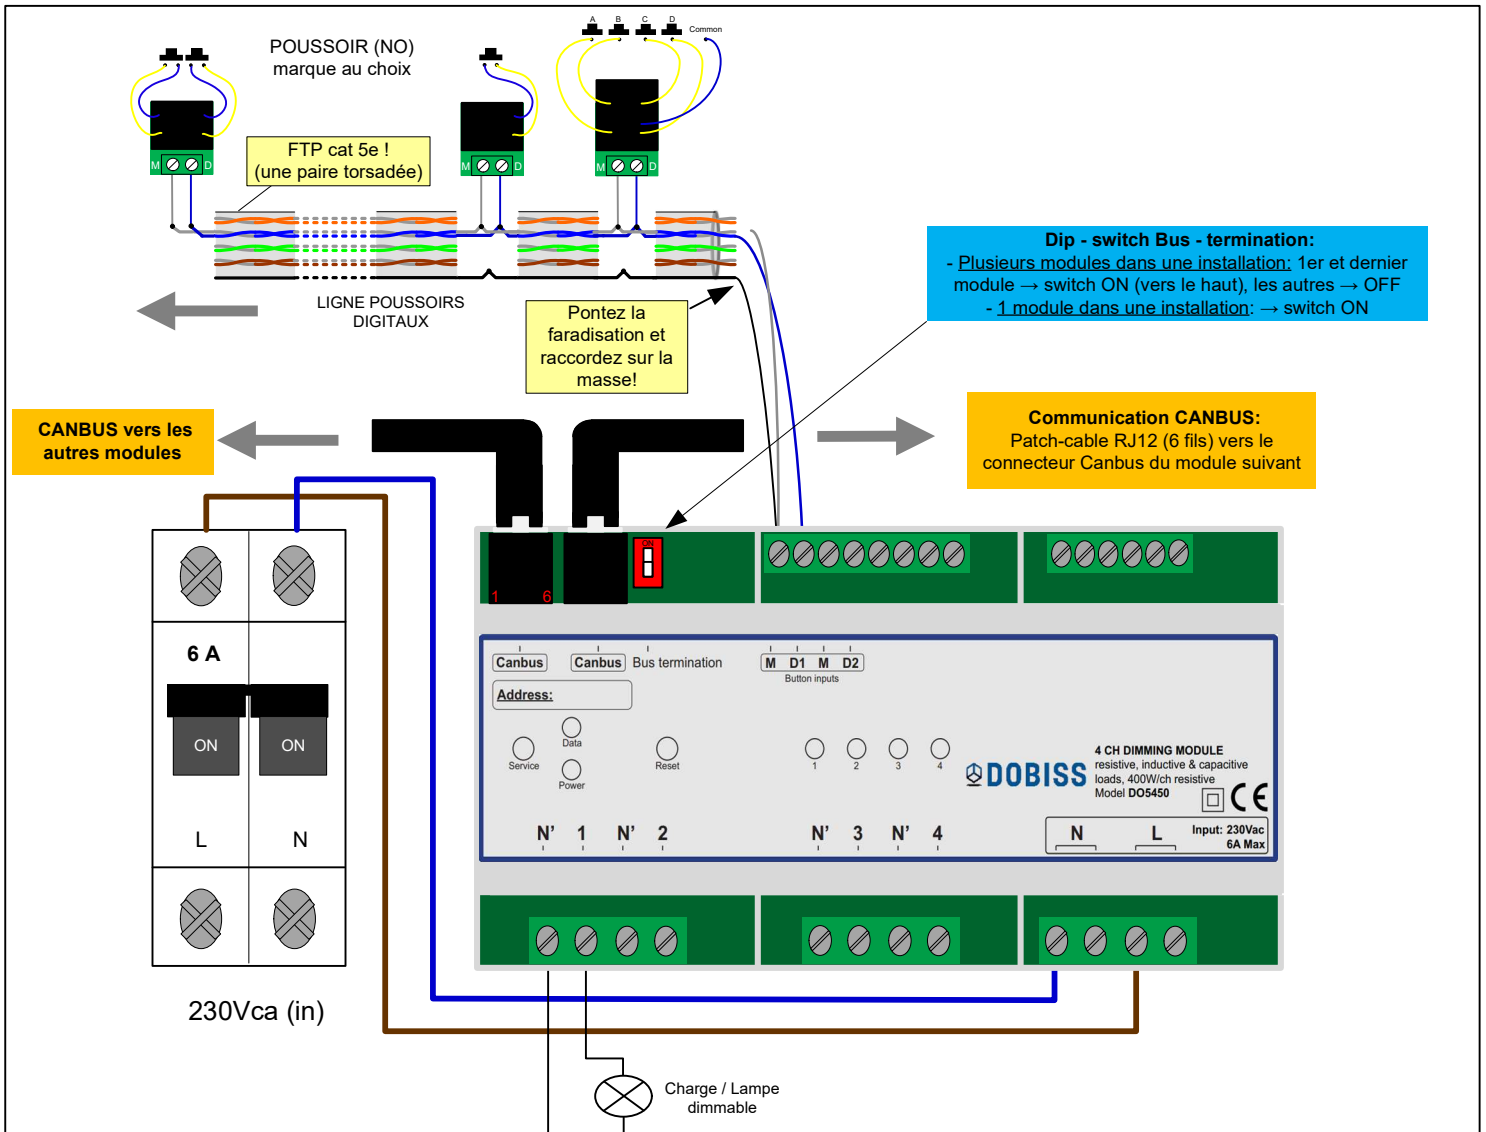 A B C D
Common
POUSSOIR (NO)
marque au choix
M D
M D
M D
FTP cat 5e !
(une paire torsadée)
Dip - switch Bus - termination:
- Plusieurs modules dans une installation: 1er et dernier
module → switch ON (vers le haut), les autres → OFF
- 1 module dans une installation: → switch ON
LIGNE POUSSOIRS
DIGITAUX
Pontez la
faradisation et
raccordez sur la
masse!
CANBUS vers les
autres modules
Communication CANBUS:
Patch-cable RJ12 (6 fils) vers le
connecteur Canbus du module suivant
ON
1 6
6 A
ON ON
L N
230Vca (in)
Canbus Canbus Bus termination
M D1 M D2
Button inputs
Address:
Data
Service
Power
Reset
1 2 3 4
DOBISS
4 CH DIMMING MODULE
resistive, inductive & capacitive
loads, 400W/ch resistive
Model DO5450
CE
N' 1 N' 2
N' 3 N' 4
N L
Input: 230Vac
6A Max
Charge / Lampe
dimmable